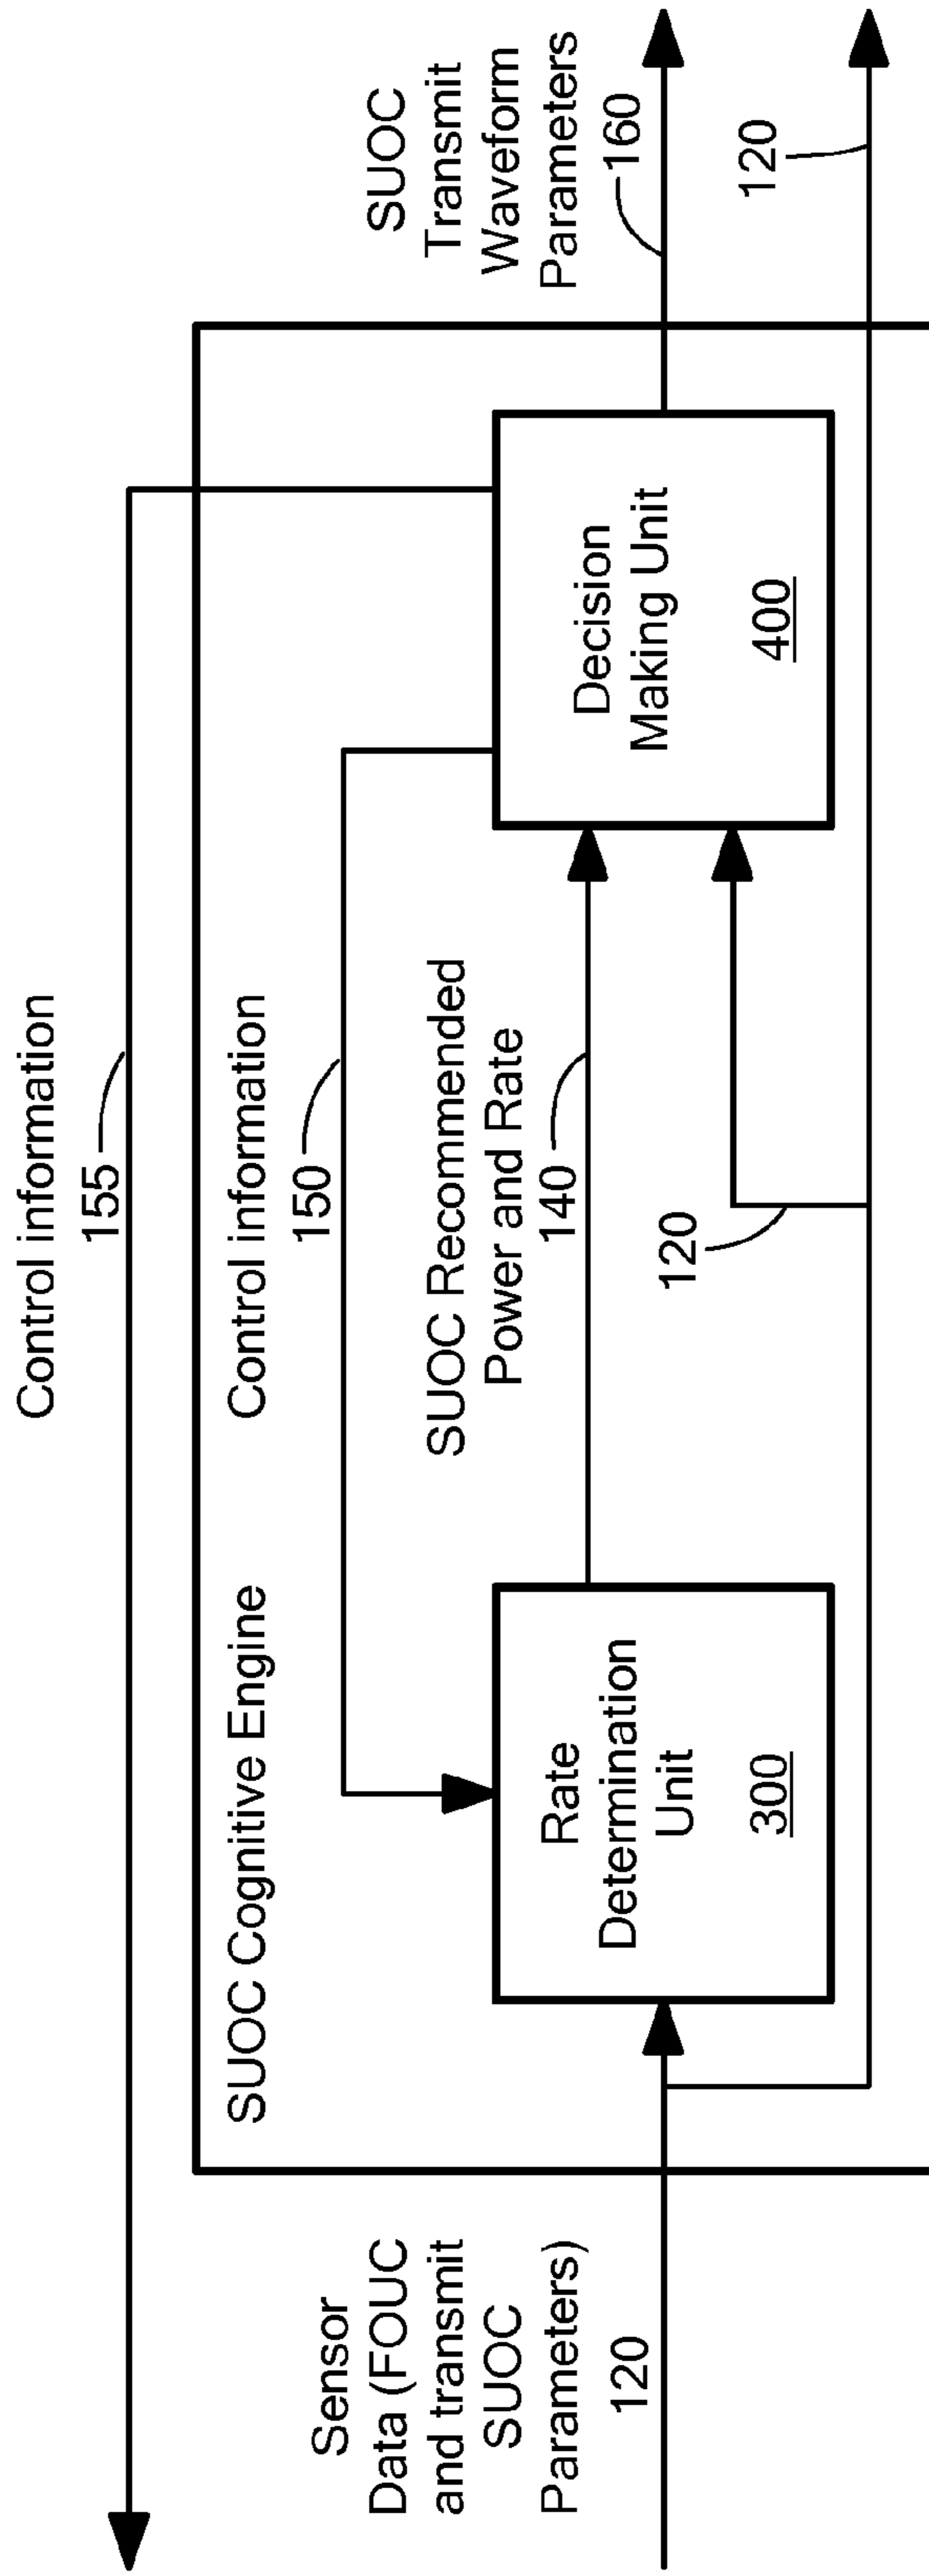 Control information
155
SUOC Cognitive Engine
Control information
150
SUOC Recommended
Power and Rate
140
Sensor
Data (FOUC
and transmit
SUOC
Parameters)
120
Rate
Determination
Unit
300
120
Decision
Making Unit
400
SUOC
Transmit
Waveform
Parameters
160
120